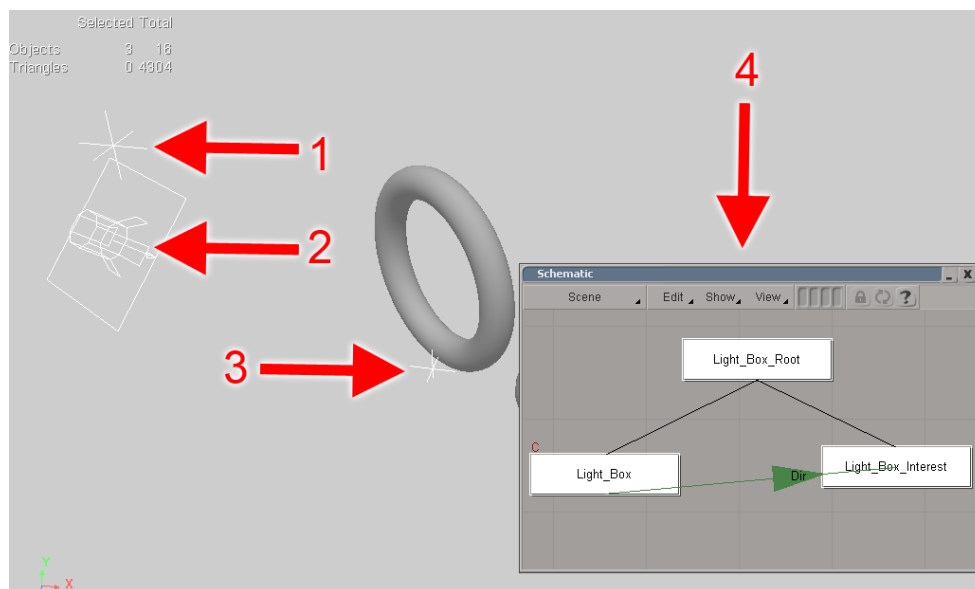 Selected Total
Objects 3 16
Triangles 0 4304
1
2
3
4
Schematic
Scene Edit Show View ?
Light_Box_Root
C
Light_Box
Dir
Light_Box_Interest
Y
X